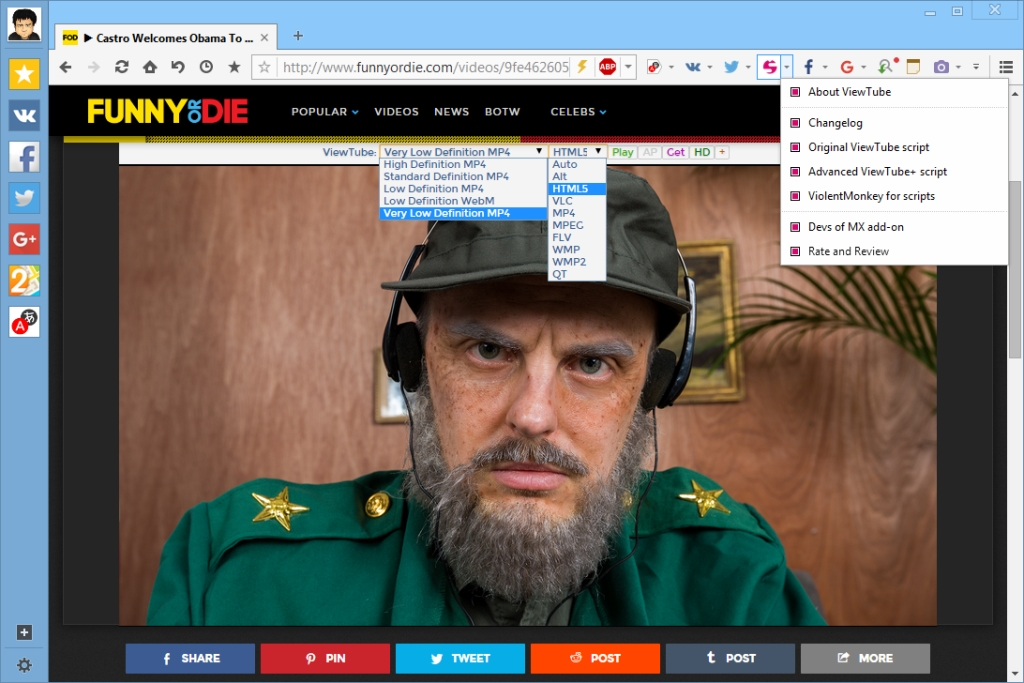 FOD ▶ Castro Welcomes Obama To ...
http://www.funnyordie.com/videos/9fe462605
ABP
FUNNY OR DIE
POPULAR VIDEOS NEWS BOTW CELEBS
About ViewTube
Changelog
Original ViewTube script
Advanced ViewTube+ script
ViolentMonkey for scripts
Devs of MX add-on
Rate and Review
ViewTube: Very Low Definition MP4 HTML5 Play AP Get HD +
High Definition MP4
Standard Definition MP4
Low Definition MP4
Low Definition WebM
Very Low Definition MP4
Auto
Alt
HTML5
VLC
MP4
MPEG
FLV
WMP
WMP2
QT
SHARE PIN TWEET POST POST MORE